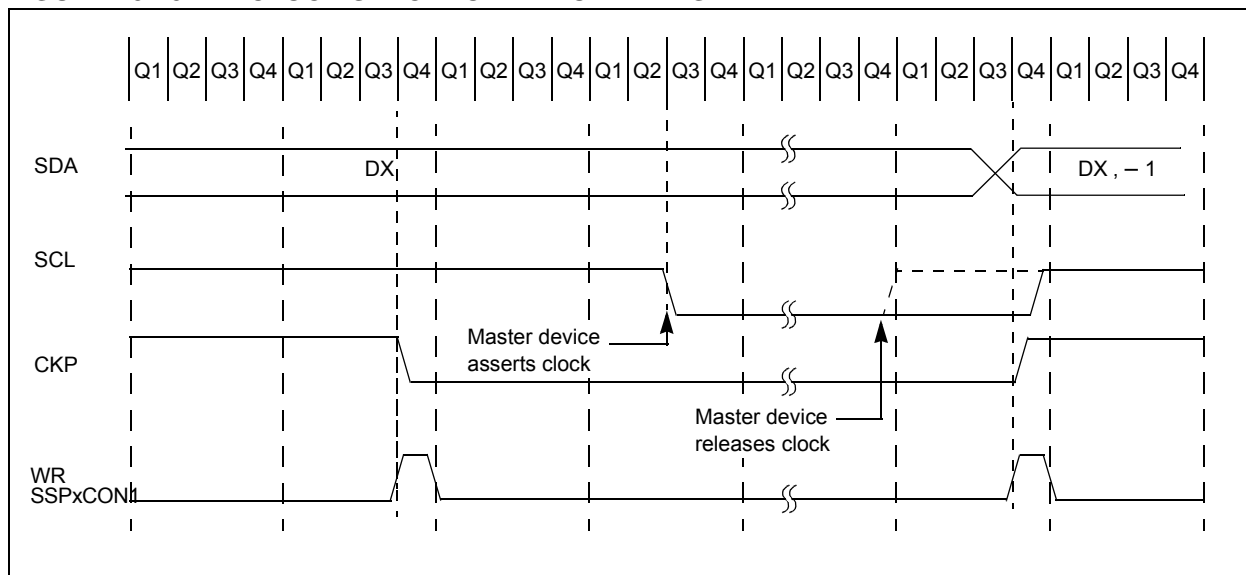 Q1 Q2 Q3 Q4 Q1 Q2 Q3 Q4 Q1 Q2 Q3 Q4 Q1 Q2 Q3 Q4 Q1 Q2 Q3 Q4 Q1 Q2 Q3 Q4 Q1 Q2 Q3 Q4
SDA
DX
DX , – 1
SCL
Master device
asserts clock
CKP
Master device
releases clock
WR
SSPxCON1